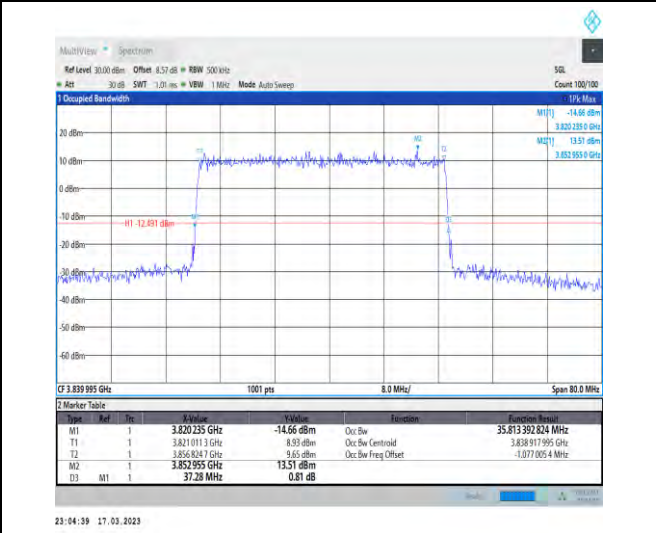 MultiView Spectrum
Ref Level 30.00 dBm Offset 8.57 dB RBW 500 kHz SGL
Att 30 dB SWT 1.01 ms VBW 1 MHz Mode Auto Sweep Count 100/100
1 Occupied Bandwidth 1Pk Max
M1[1] -14.66 dBm
3.820 235 0 GHz
M2[1] 13.51 dBm
3.852 955 0 GHz
20 dBm
M2
T1
T2
10 dBm
0 dBm
-10 dBm
M1
H1 -12.491 dBm
-20 dBm
-30 dBm
-40 dBm
-50 dBm
-60 dBm
CF 3.839 995 GHz 1001 pts 8.0 MHz/ Span 80.0 MHz
2 Marker Table
Type Ref Trc X-Value Y-Value Function Function Result
M1 1 3.820 235 GHz -14.66 dBm Occ Bw 35.813 392 824 MHz
T1 1 3.821 011 3 GHz 8.93 dBm Occ Bw Centroid 3.838 917 995 GHz
T2 1 3.856 824 7 GHz 9.65 dBm Occ Bw Freq Offset -1.077 005 4 MHz
M2 1 3.852 955 GHz 13.51 dBm
D3 M1 1 37.28 MHz 0.81 dB
23:04:39 17.03.2023